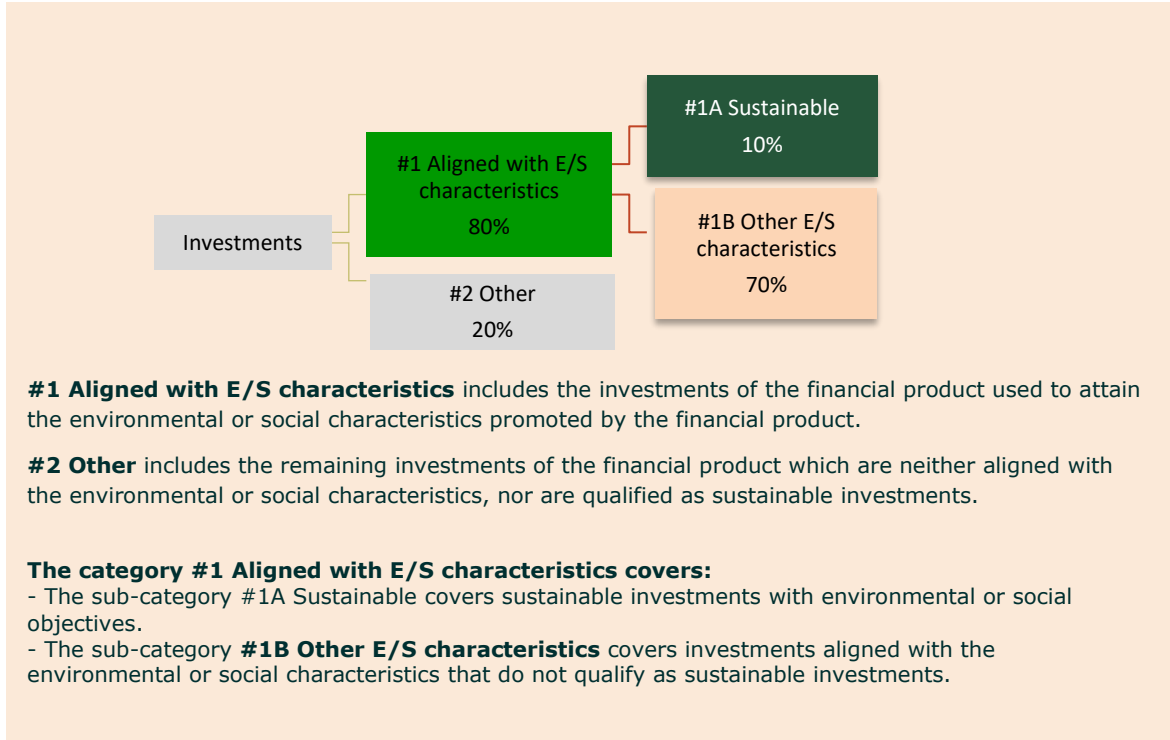 #1A Sustainable
10%
#1 Aligned with E/S
characteristics
80%
#1B Other E/S
characteristics
70%
Investments
#2 Other
20%
#1 Aligned with E/S characteristics includes the investments of the financial product used to attain
the environmental or social characteristics promoted by the financial product.
#2 Other includes the remaining investments of the financial product which are neither aligned with
the environmental or social characteristics, nor are qualified as sustainable investments.
The category #1 Aligned with E/S characteristics covers:
- The sub-category #1A Sustainable covers sustainable investments with environmental or social
objectives.
- The sub-category #1B Other E/S characteristics covers investments aligned with the
environmental or social characteristics that do not qualify as sustainable investments.